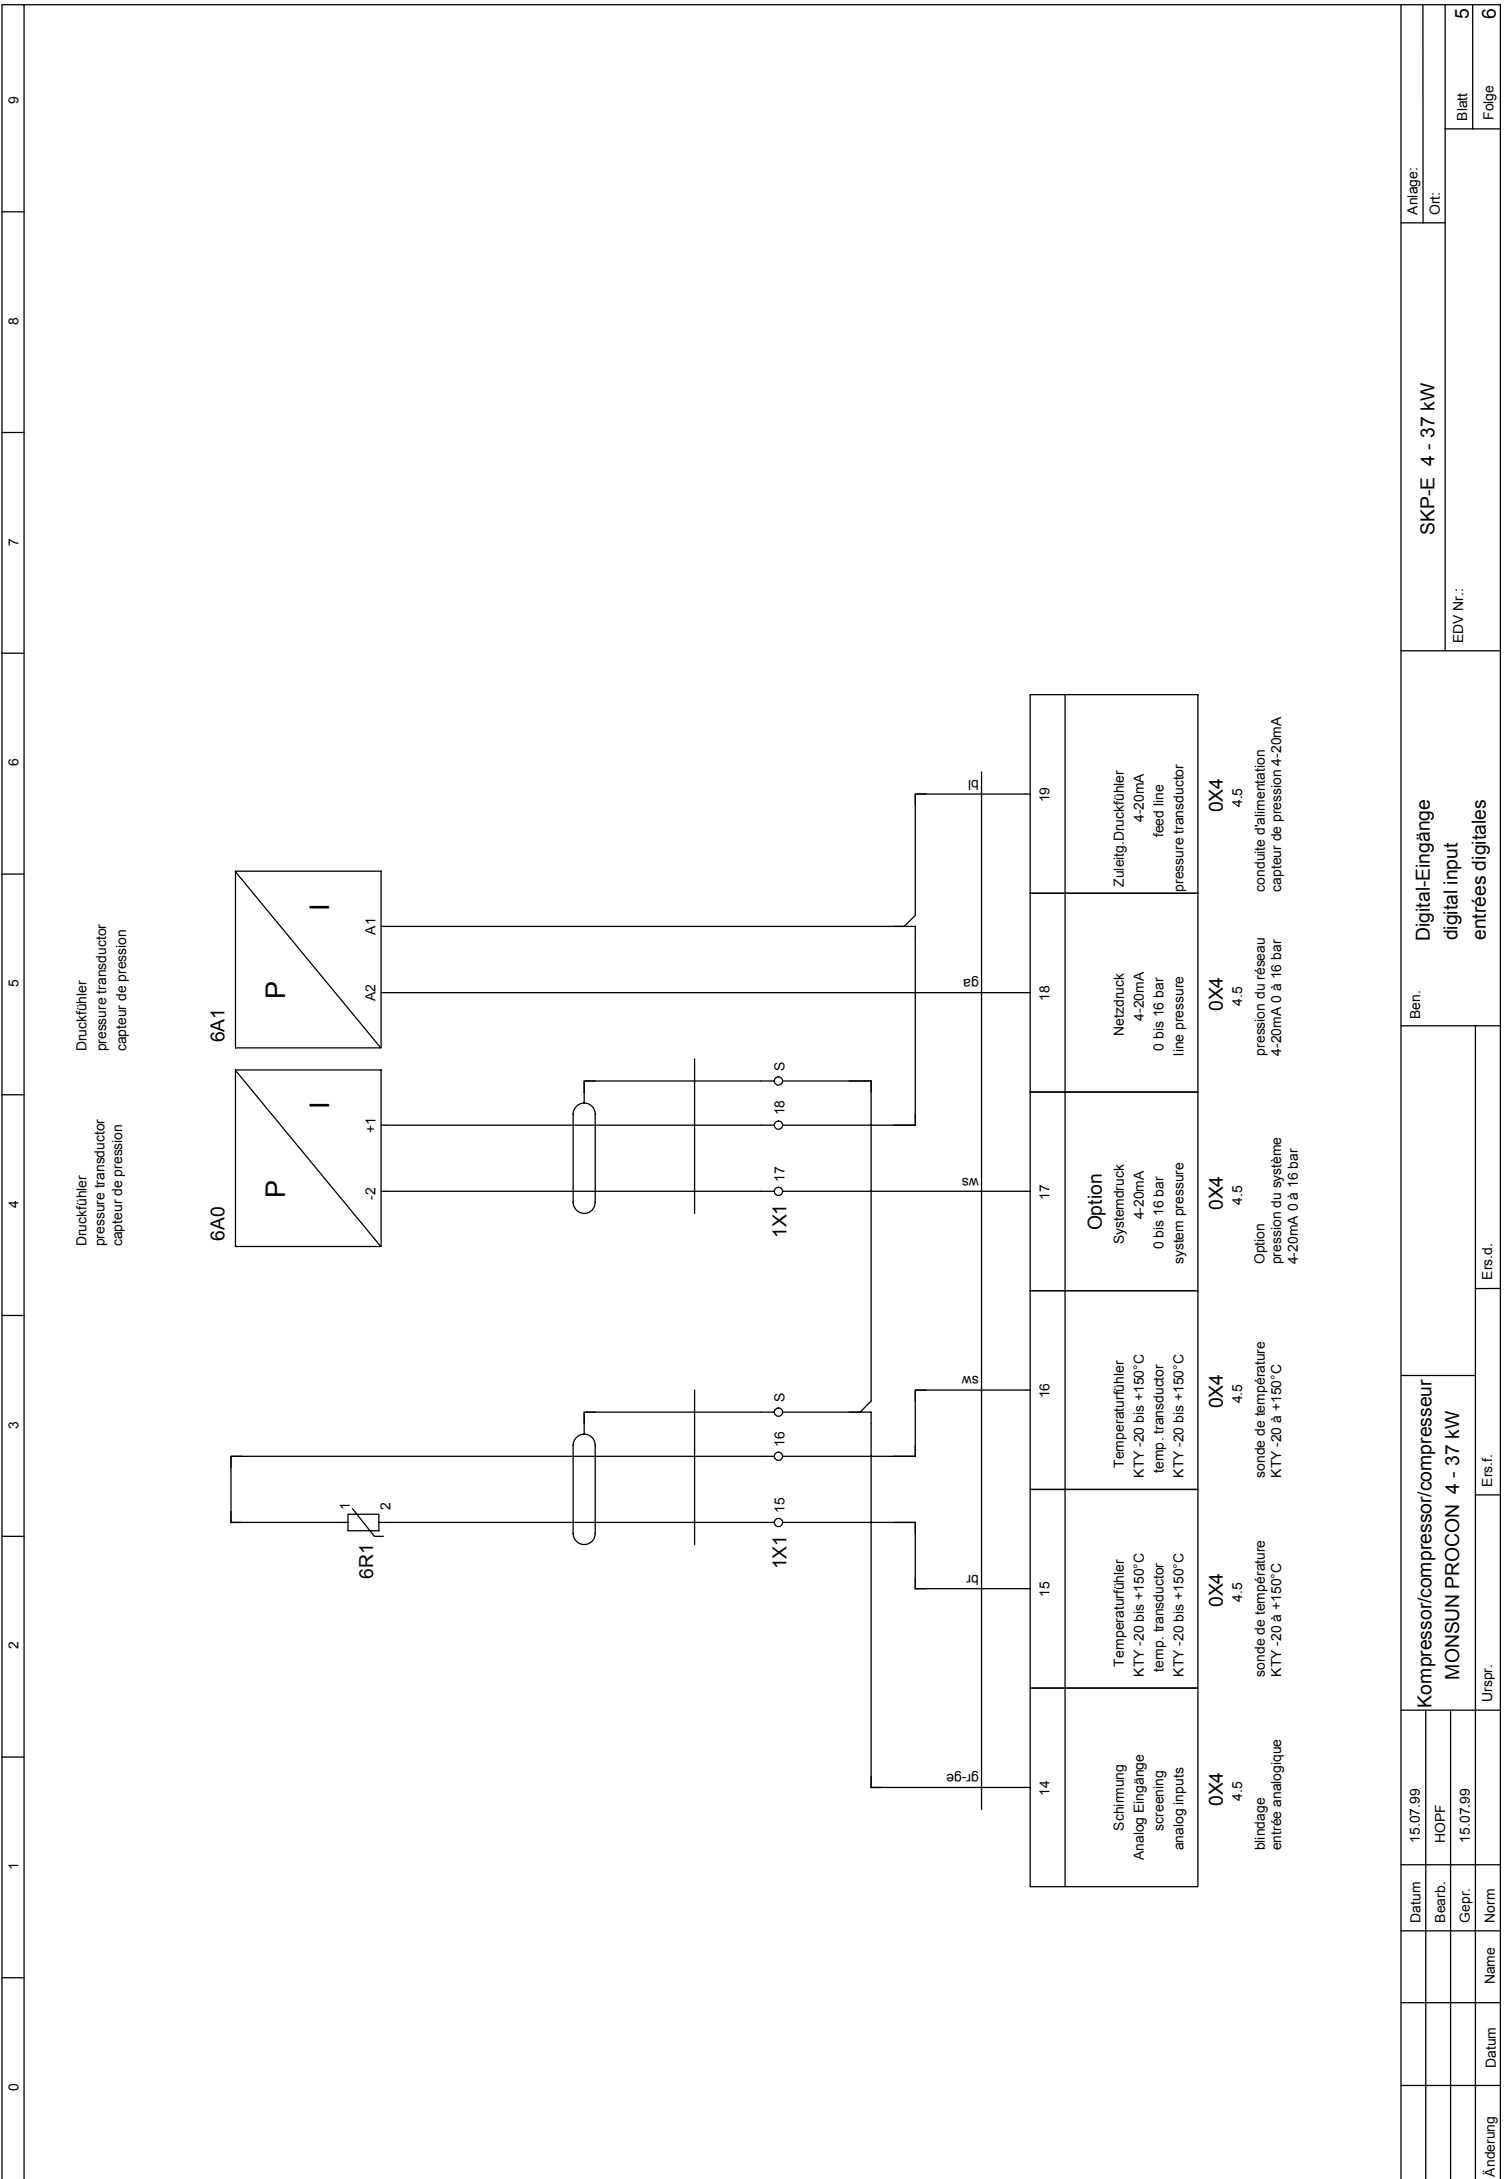 0 1 2 3 4 5 6 7 8 9
Druckfühler
pressure transductor
capteur de pression
Druckfühler
pressure transductor
capteur de pression
6A0
P
I
-2
+1
6A1
P
I
A2
A1
6R1
1
2
1X1
15
16
S
1X1
17
18
S
gr-ge
br
sw
ws
ga
bl
14
Schirmung
Analog Eingänge
screening
analog inputs
0X4
4.5
blindage
entrée analogique
15
Temperaturfühler
KTY -20 bis +150°C
temp. transductor
KTY -20 bis +150°C
0X4
4.5
sonde de température
KTY -20 à +150°C
16
Temperaturfühler
KTY -20 bis +150°C
temp. transductor
KTY -20 bis +150°C
0X4
4.5
sonde de température
KTY -20 à +150°C
17
Option
Systemdruck
4-20mA
0 bis 16 bar
system pressure
0X4
4.5
Option
pression du système
4-20mA 0 à 16 bar
18
Netzdruck
4-20mA
0 bis 16 bar
line pressure
0X4
4.5
pression du réseau
4-20mA 0 à 16 bar
19
Zuleitg.Druckfühler
4-20mA
feed line
pressure transductor
0X4
4.5
conduite d'alimentation
capteur de pression 4-20mA
Änderung
Datum
Name
Datum 15.07.99
Bearb. HOPF
Gepr. 15.07.99
Norm
Kompressor/compressor/compresseur
MONSUN PROCON 4 - 37 kW
Urspr.
Ers.f.
Ers.d.
Ben.
Digital-Eingänge
digital input
entrées digitales
SKP-E 4 - 37 kW
EDV Nr.:
Anlage:
Ort:
Blatt 5
Folge 6